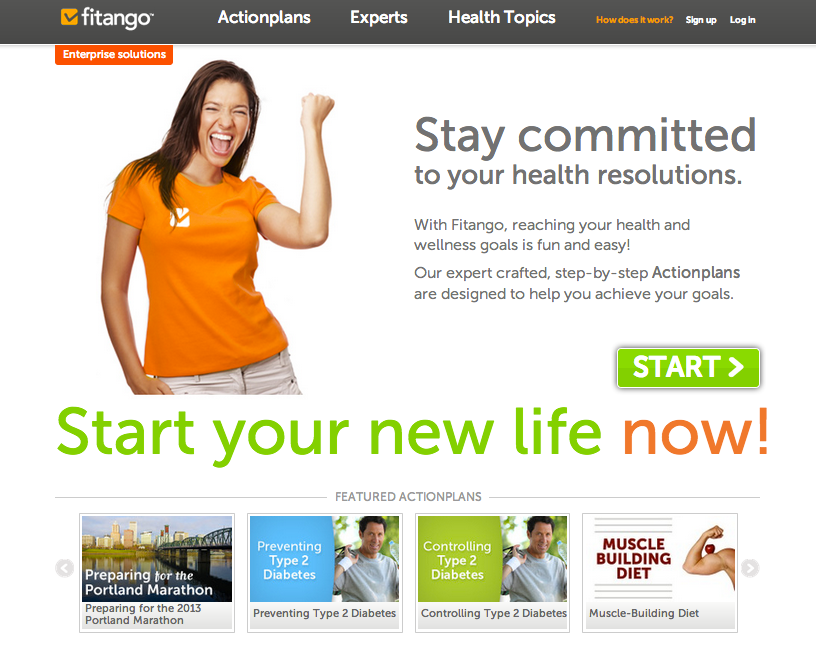 fitango™
Actionplans
Experts
Health Topics
How does it work?
Sign up
Log in
Enterprise solutions
Stay committed
to your health resolutions.
With Fitango, reaching your health and
wellness goals is fun and easy!
Our expert crafted, step-by-step Actionplans
are designed to help you achieve your goals.
START
Start your new life now!
FEATURED ACTIONPLANS
Preparing for the
Portland Marathon
Preparing for the 2013
Portland Marathon
Preventing
Type 2
Diabetes
Preventing Type 2 Diabetes
Controlling
Type 2
Diabetes
Controlling Type 2 Diabetes
MUSCLE
BUILDING
DIET
Muscle-Building Diet